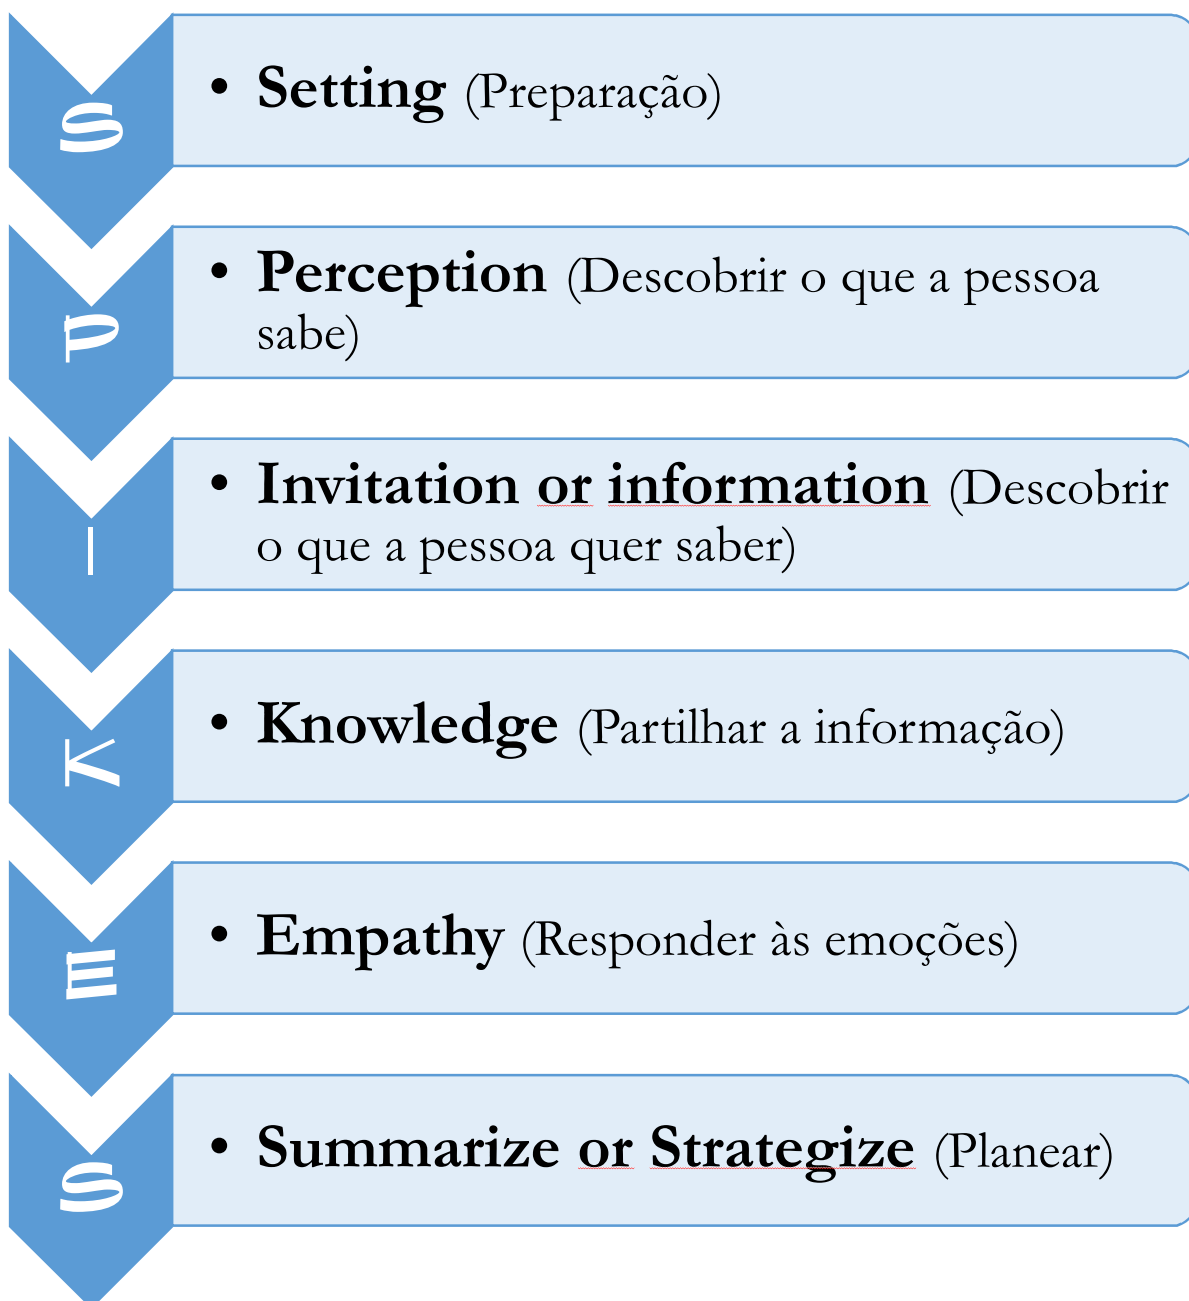 S
• Setting (Preparação)
P
• Perception (Descobrir o que a pessoa
sabe)
I
• Invitation or information (Descobrir
o que a pessoa quer saber)
K
• Knowledge (Partilhar a informação)
E
• Empathy (Responder às emoções)
S
• Summarize or Strategize (Planear)